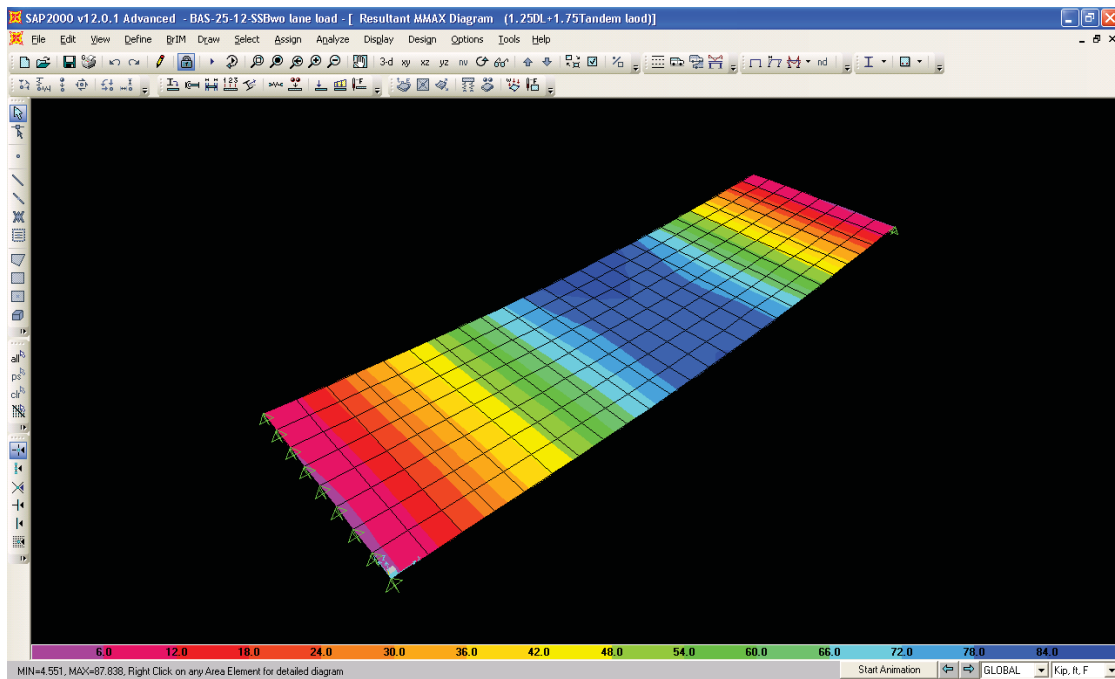 SAP2000 v12.0.1 Advanced - BAS-25-12-SSBwo lane load - [ Resultant MMAX Diagram (1.25DL+1.75Tandem laod)]
File Edit View Define BrIM Draw Select Assign Analyze Display Design Options Tools Help
3-d xy xz yz nv nd
all
ps
clr
6.0 12.0 18.0 24.0 30.0 36.0 42.0 48.0 54.0 60.0 66.0 72.0 78.0 84.0
MIN=4.551, MAX=87.838, Right Click on any Area Element for detailed diagram Start Animation GLOBAL Kip, ft, F